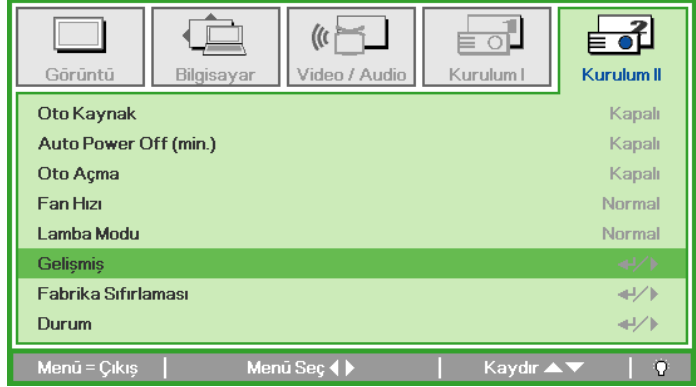 Görüntü
Bilgisayar
Video / Audio
Kurulum I
Kurulum II
Oto Kaynak Kapalı
Auto Power Off (min.) Kapalı
Oto Açma Kapalı
Fan Hızı Normal
Lamba Modu Normal
Gelişmiş
Fabrika Sıfırlaması
Durum
Menü = Çıkış Menü Seç Kaydır